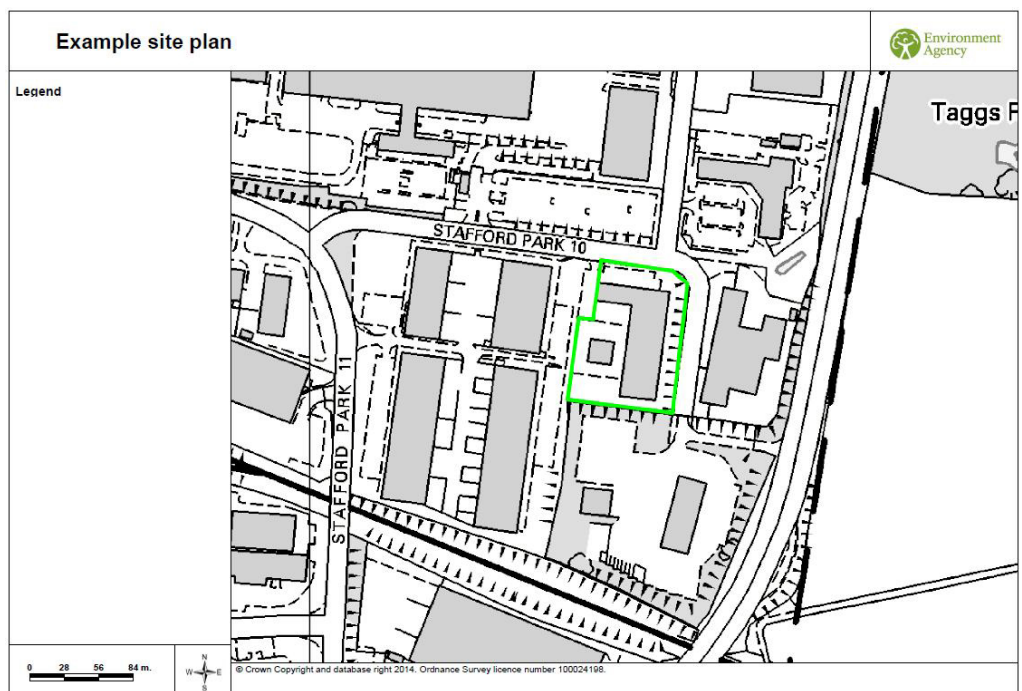 Example site plan
Environment
Agency
Legend
Taggs F
STAFFORD PARK 10
STAFFORD PARK 11
0 28 56 84 m.
N
W E
S
© Crown Copyright and database right 2014. Ordnance Survey licence number 100024198.